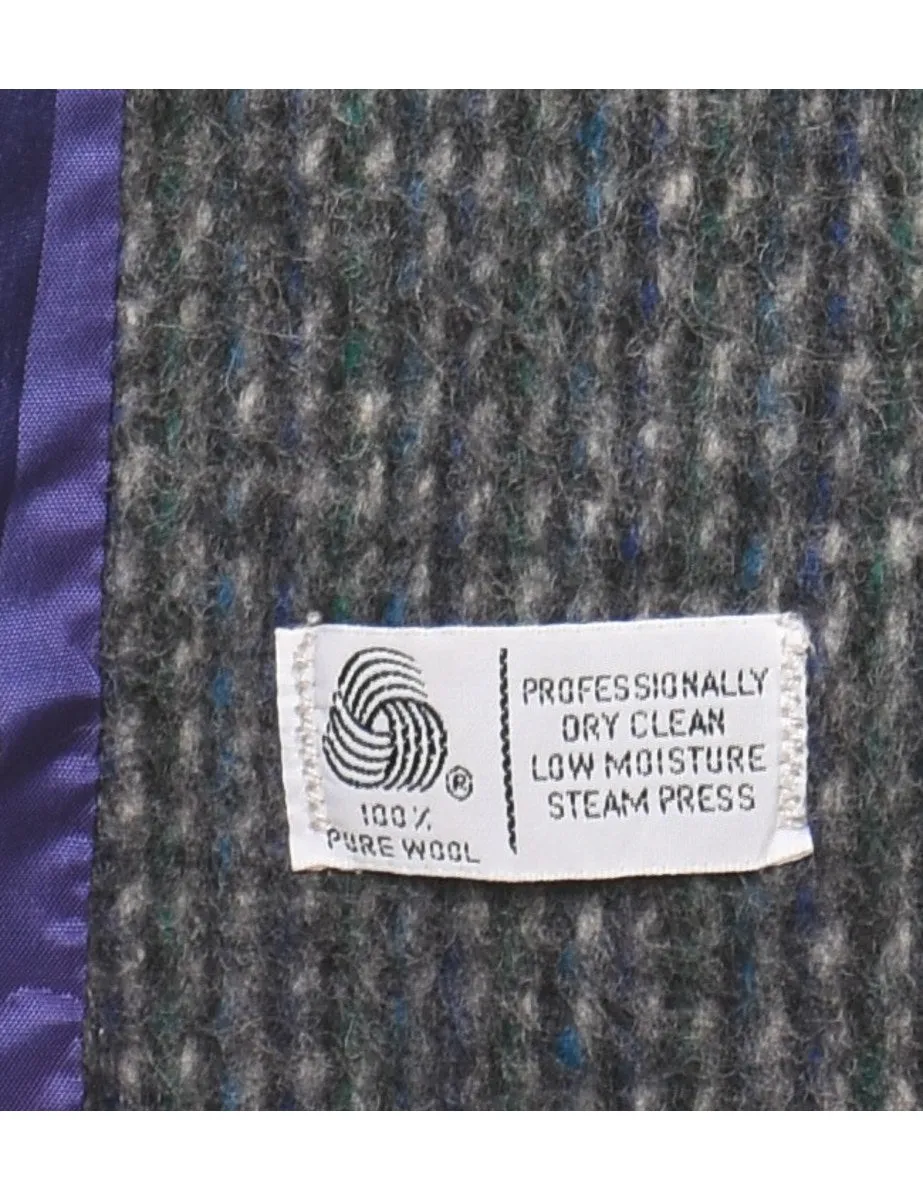 ®
100%
PURE WOOL
PROFESSIONALLY
DRY CLEAN
LOW MOISTURE
STEAM PRESS